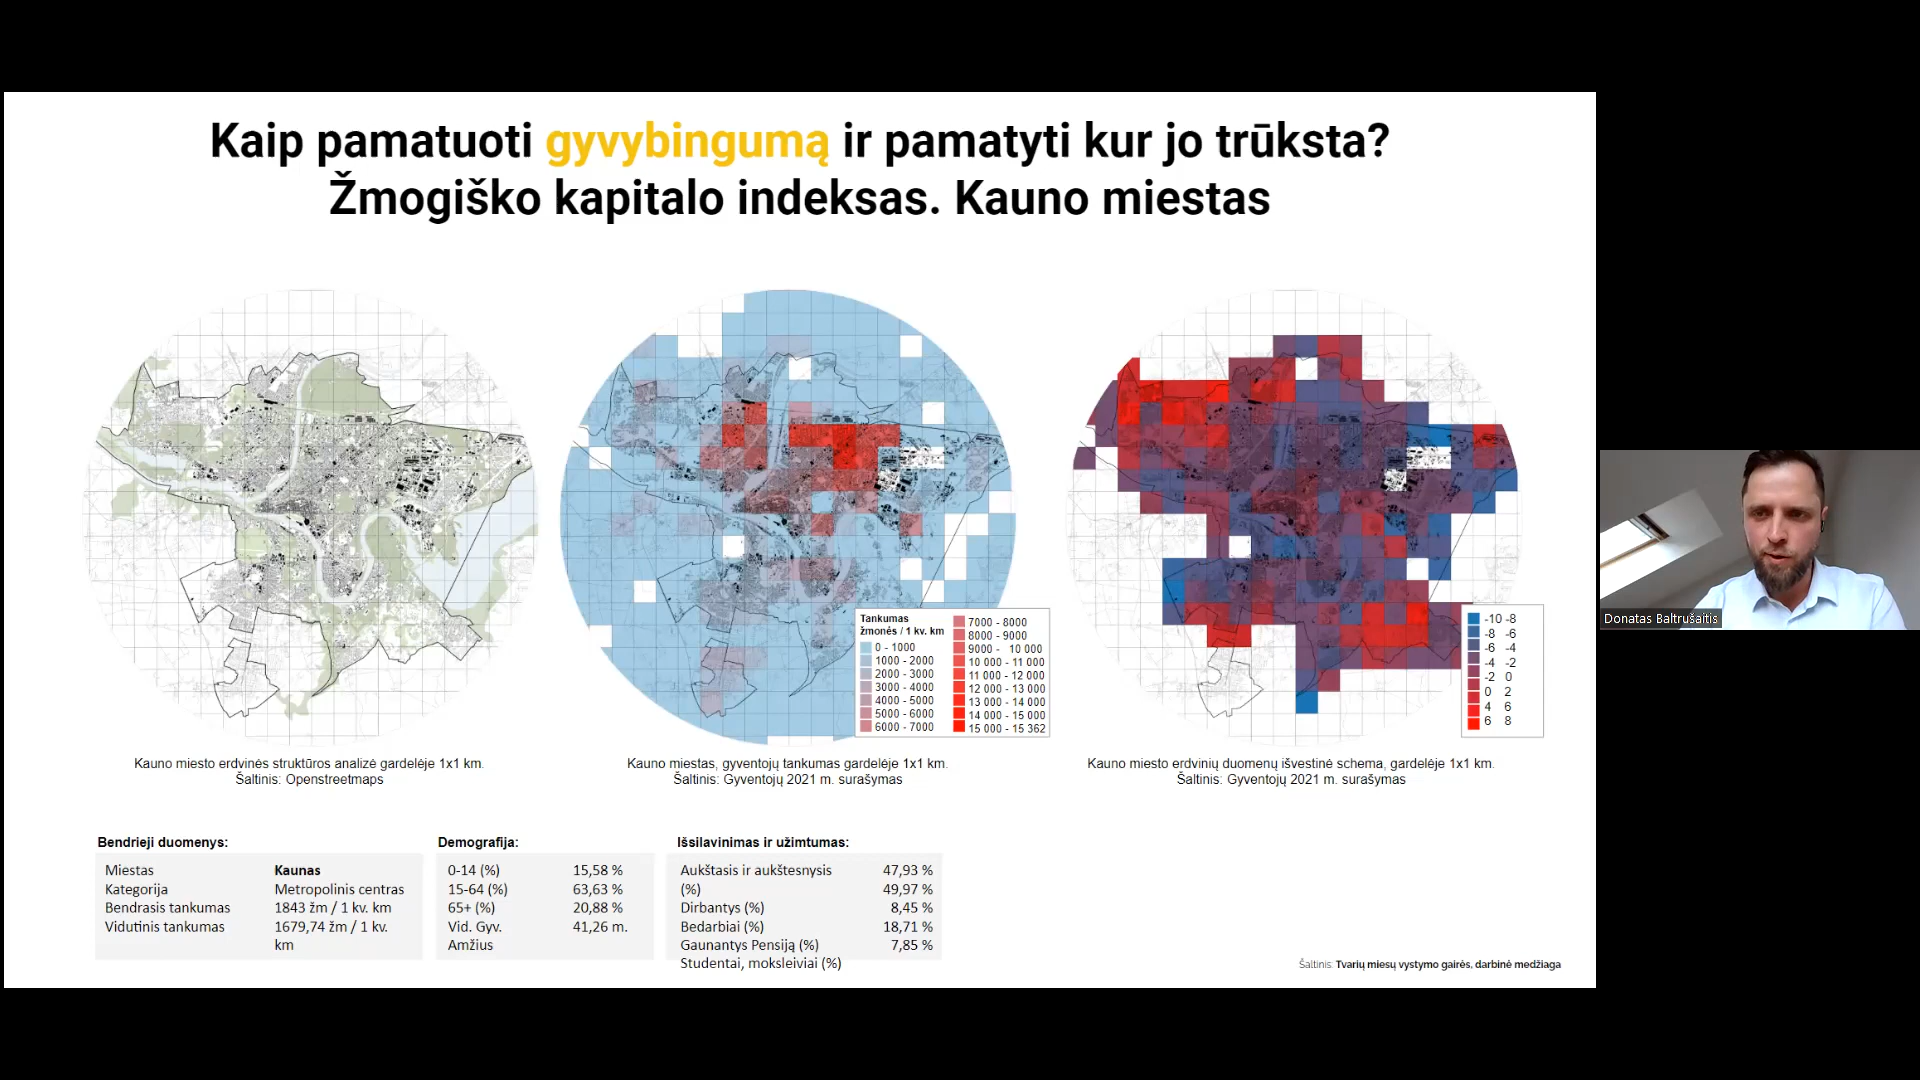 Kaip pamatuoti gyvybingumą ir pamatyti kur jo trūksta?
Žmogiško kapitalo indeksas. Kauno miestas
Tankumas
žmonės / 1 kv. km
0 - 1000
1000 - 2000
2000 - 3000
3000 - 4000
4000 - 5000
5000 - 6000
6000 - 7000
7000 - 8000
8000 - 9000
9000 - 10 000
10 000 - 11 000
11 000 - 12 000
12 000 - 13 000
13 000 - 14 000
14 000 - 15 000
15 000 - 15 362
-10 -8
-8 -6
-6 -4
-4 -2
-2 0
0 2
4 6
6 8
Kauno miesto erdvinės struktūros analizė gardelėje 1x1 km.
Šaltinis: Openstreetmaps
Kauno miestas, gyventojų tankumas gardelėje 1x1 km.
Šaltinis: Gyventojų 2021 m. surašymas
Kauno miesto erdvinių duomenų išvestinė schema, gardelėje 1x1 km.
Šaltinis: Gyventojų 2021 m. surašymas
Bendrieji duomenys:
Miestas Kaunas
Kategorija Metropolinis centras
Bendrasis tankumas 1843 žm / 1 kv. km
Vidutinis tankumas 1679,74 žm / 1 kv.
km
Demografija:
0-14 (%) 15,58 %
15-64 (%) 63,63 %
65+ (%) 20,88 %
Vid. Gyv. 41,26 m.
Amžius
Išsilavinimas ir užimtumas:
Aukštasis ir aukštesnysis 47,93 %
(%) 49,97 %
Dirbantys (%) 8,45 %
Bedarbiai (%) 18,71 %
Gaunantys Pensiją (%) 7,85 %
Studentai, moksleiviai (%)
Šaltinis: Tvarių miesų vystymo gairės, darbinė medžiaga
Donatas Baltrušaitis